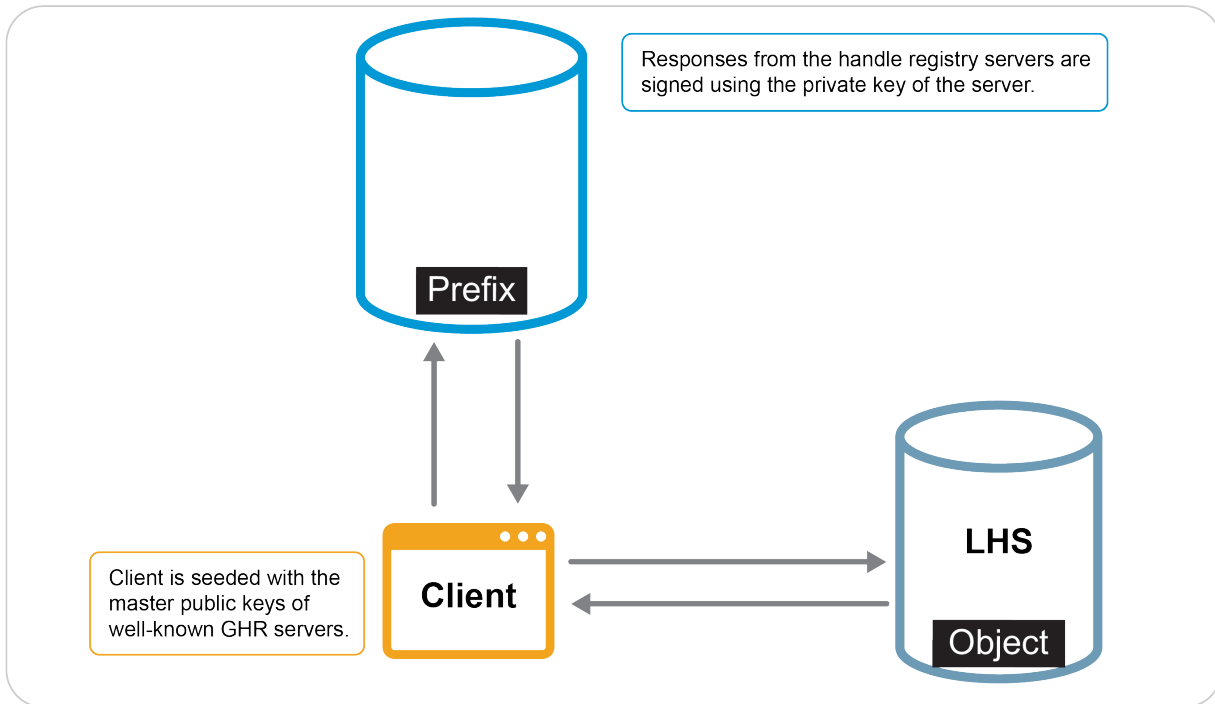 Responses from the handle registry servers are
signed using the private key of the server.
Prefix
LHS
Client is seeded with the
master public keys of
well-known GHR servers.
Client
Object